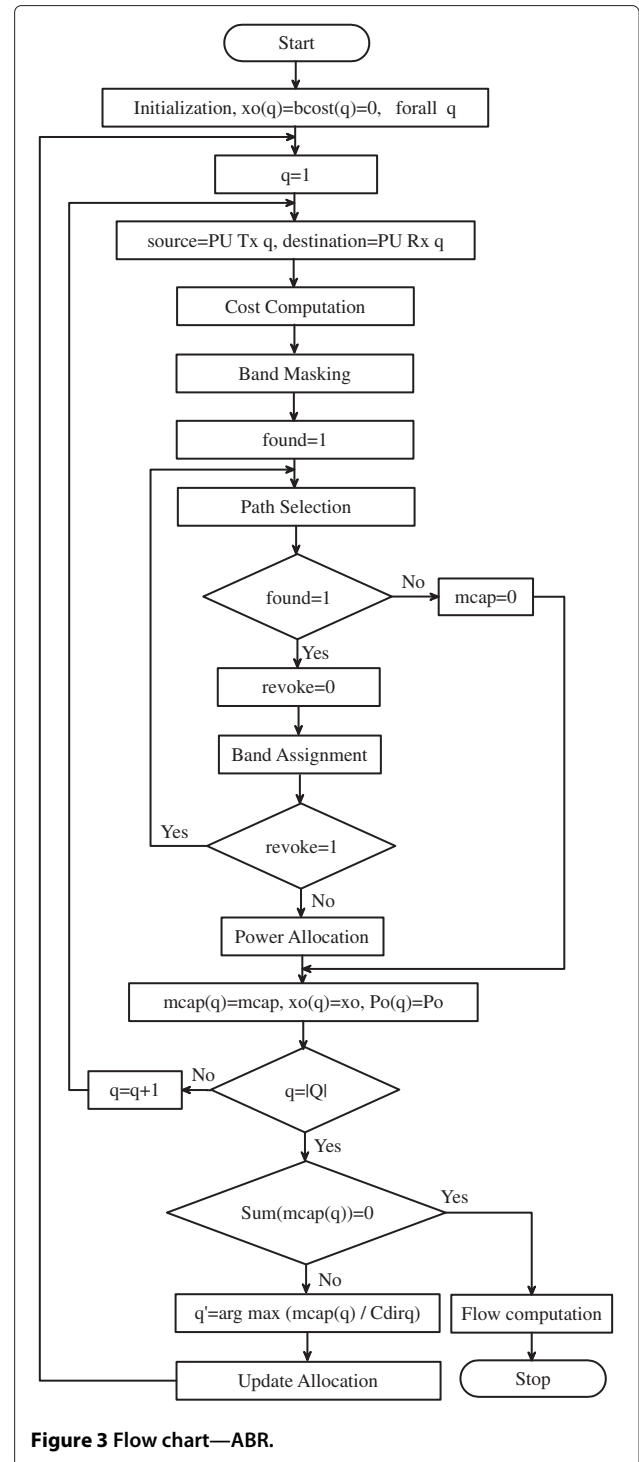 Start
Initialization, xo(q)=bcost(q)=0, forall q
q=1
source=PU Tx q, destination=PU Rx q
Cost Computation
Band Masking
found=1
Path Selection
found=1
No
mcap=0
Yes
revoke=0
Band Assignment
Yes
revoke=1
No
Power Allocation
mcap(q)=mcap, xo(q)=xo, Po(q)=Po
q=q+1
No
q=|Q|
Yes
Sum(mcap(q))=0
Yes
No
q'=arg max (mcap(q) / Cdirq)
Flow computation
Update Allocation
Stop
Figure 3 Flow chart—ABR.